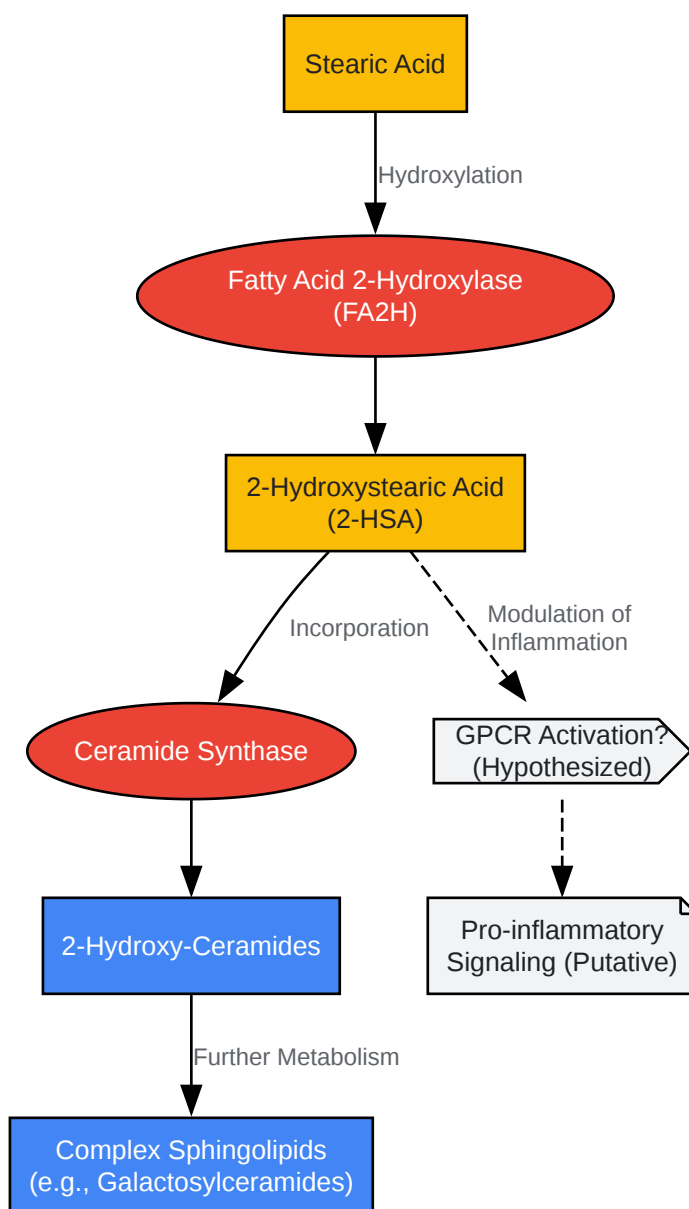 Stearic Acid
Hydroxylation
Fatty Acid 2-Hydroxylase
(FA2H)
2-Hydroxystearic Acid
(2-HSA)
Incorporation
Modulation of
Inflammation
Ceramide Synthase
GPCR Activation?
(Hypothesized)
2-Hydroxy-Ceramides
Pro-inflammatory
Signaling (Putative)
Further Metabolism
Complex Sphingolipids
(e.g., Galactosylceramides)